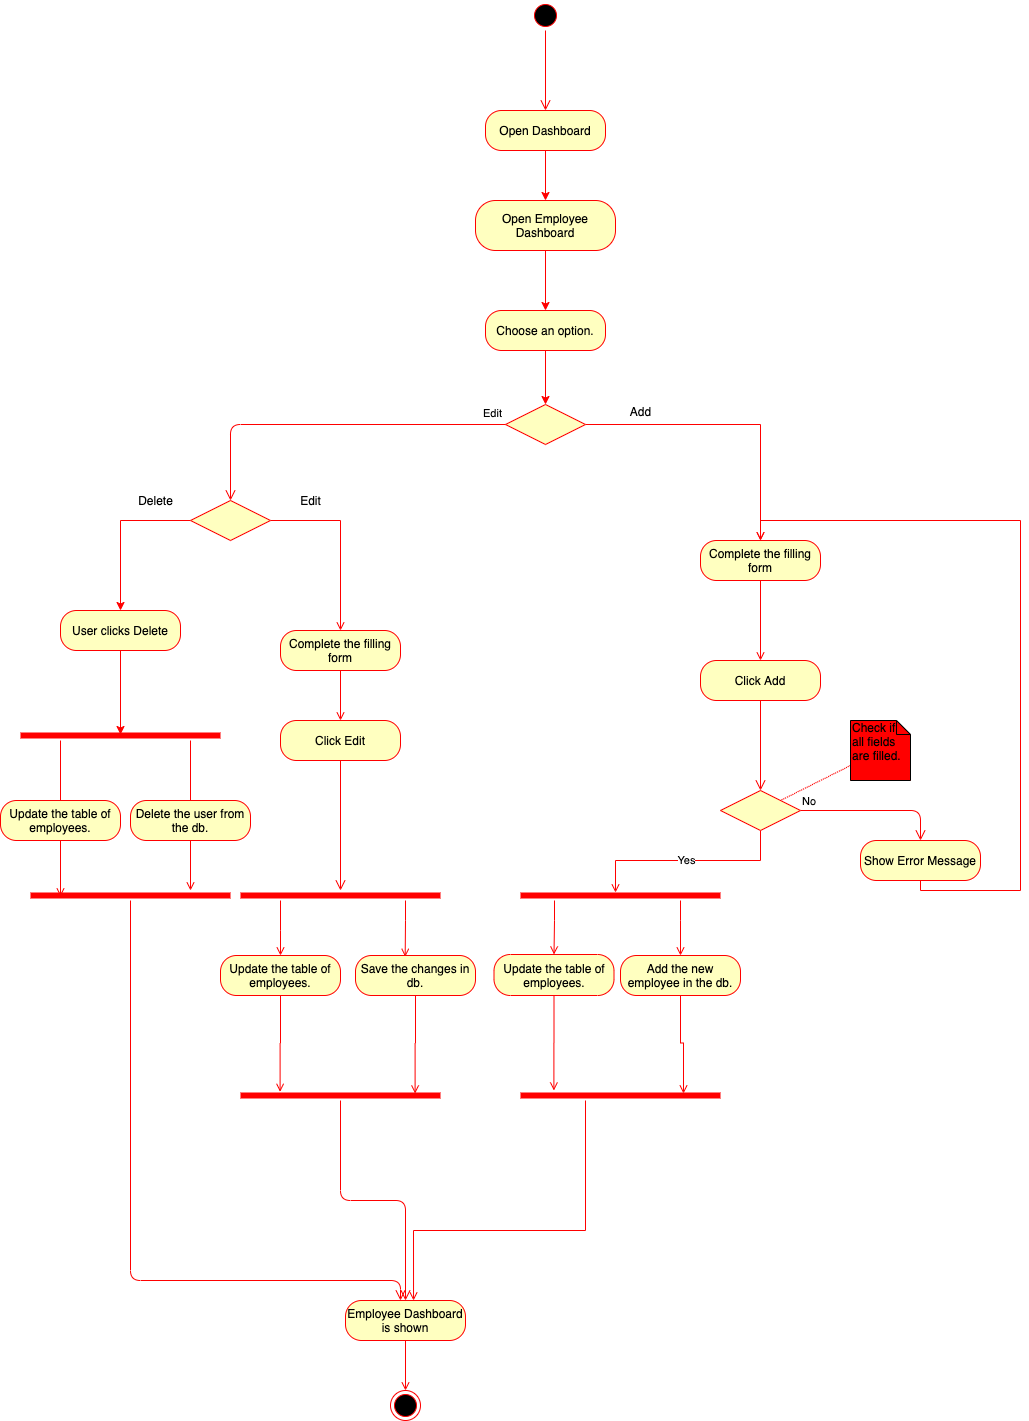 Open Dashboard
Open Employee
Dashboard
Choose an option.
Edit
Add
Delete
Edit
Complete the filling
form
User clicks Delete
Complete the filling
form
Click Add
Click Edit
Check if
all fields
are filled.
No
Update the table of
employees.
Delete the user from
the db.
Yes
Show Error Message
Update the table of
employees.
Save the changes in
db.
Update the table of
employees.
Add the new
employee in the db.
Employee Dashboard
is shown